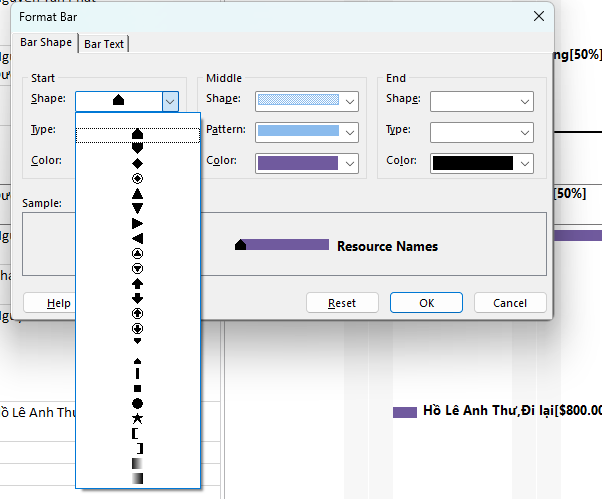 Format Bar
Bar Shape
Bar Text
ng[50%]
Start
Middle
End
Shape:
Shape:
Shape:
Type:
Pattern:
Type:
Color:
Color:
Color:
[50%]
Sample:
Resource Names
Help
Reset
OK
Cancel
Hồ Lê Anh Thư,Đi lại[$800.00
ồ Lê Anh Thư